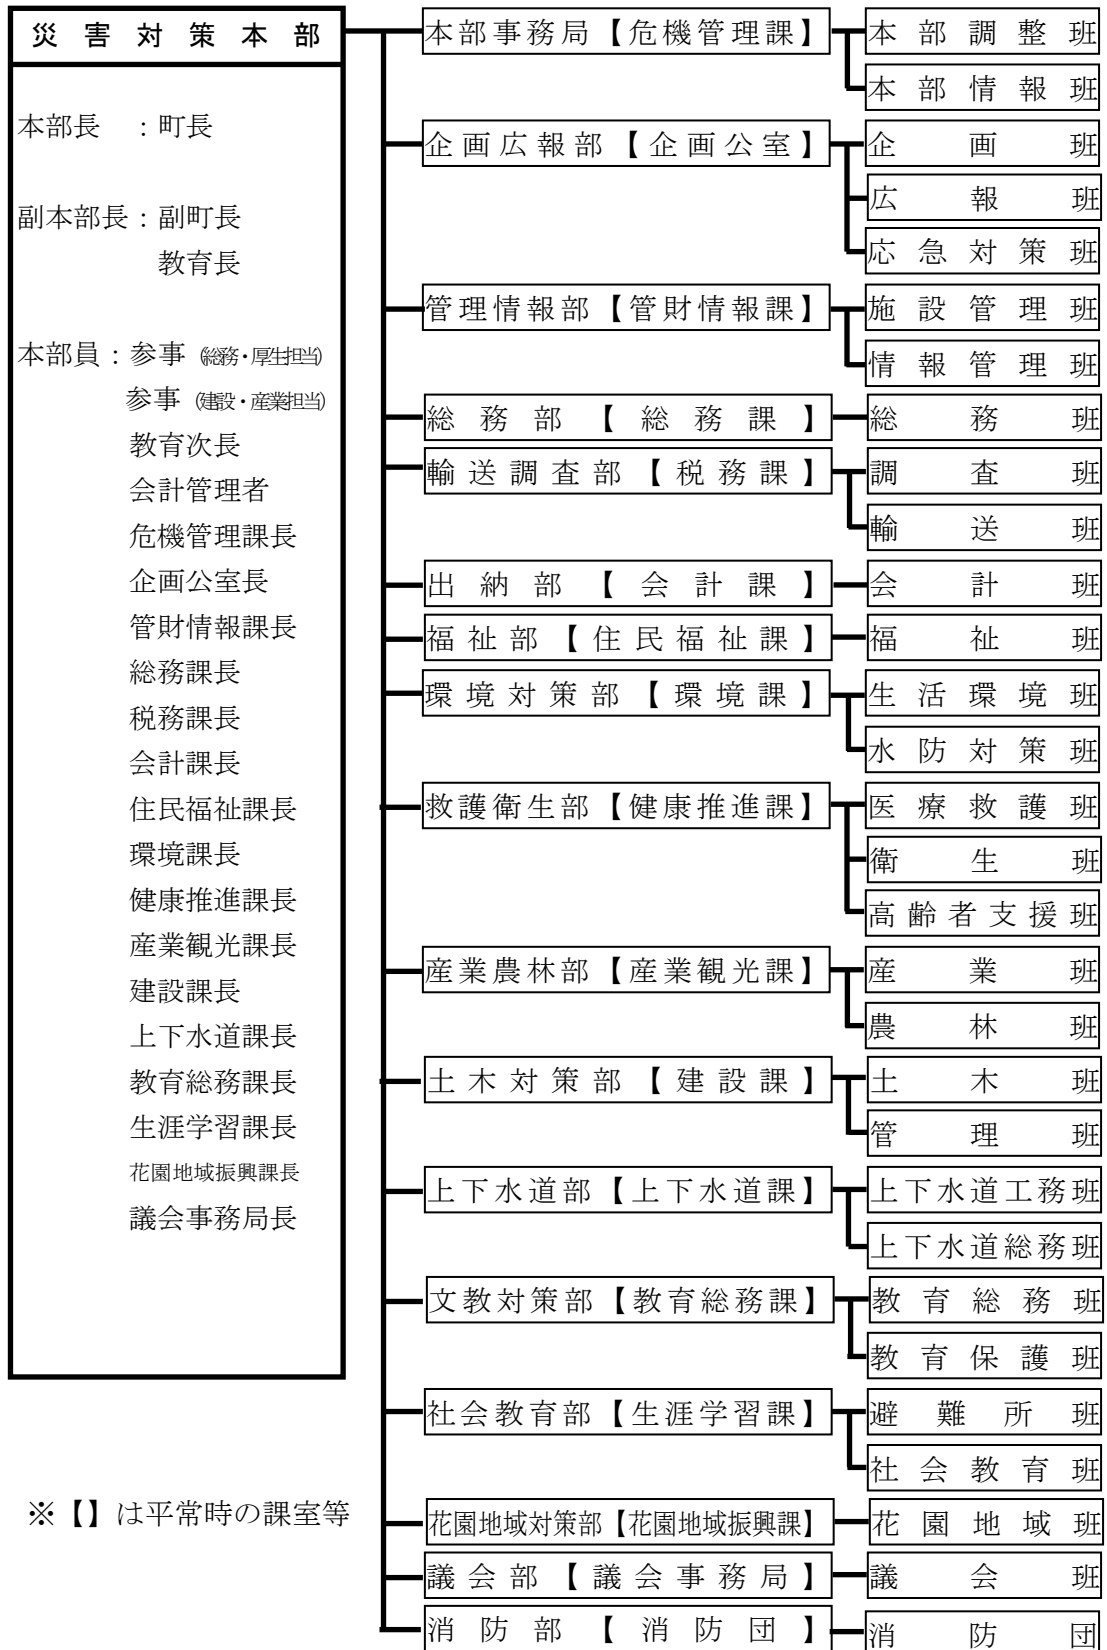 災害対策本部
本部長　：町長
副本部長：副町長
教育長
本部員：参事（総務・厚生担当）
参事（建設・産業担当）
教育次長
会計管理者
危機管理課長
企画公室長
管財情報課長
総務課長
税務課長
会計課長
住民福祉課長
環境課長
健康推進課長
産業観光課長
建設課長
上下水道課長
教育総務課長
生涯学習課長
花園地域振興課長
議会事務局長
※【】は平常時の課室等
本部事務局【危機管理課】
本部調整班
本部情報班
企画広報部【企画公室】
企画班
広報班
応急対策班
管理情報部【管財情報課】
施設管理班
情報管理班
総務部【総務課】
総務班
輸送調査部【税務課】
調査班
輸送班
出納部【会計課】
会計班
福祉部【住民福祉課】
福祉班
環境対策部【環境課】
生活環境班
水防対策班
救護衛生部【健康推進課】
医療救護班
衛生班
高齢者支援班
産業農林部【産業観光課】
産業班
農林班
土木対策部【建設課】
土木班
管理班
上下水道部【上下水道課】
上下水道工務班
上下水道総務班
文教対策部【教育総務課】
教育総務班
教育保護班
社会教育部【生涯学習課】
避難所班
社会教育班
花園地域対策部【花園地域振興課】
花園地域班
議会部【議会事務局】
議会班
消防部【消防団】
消防団